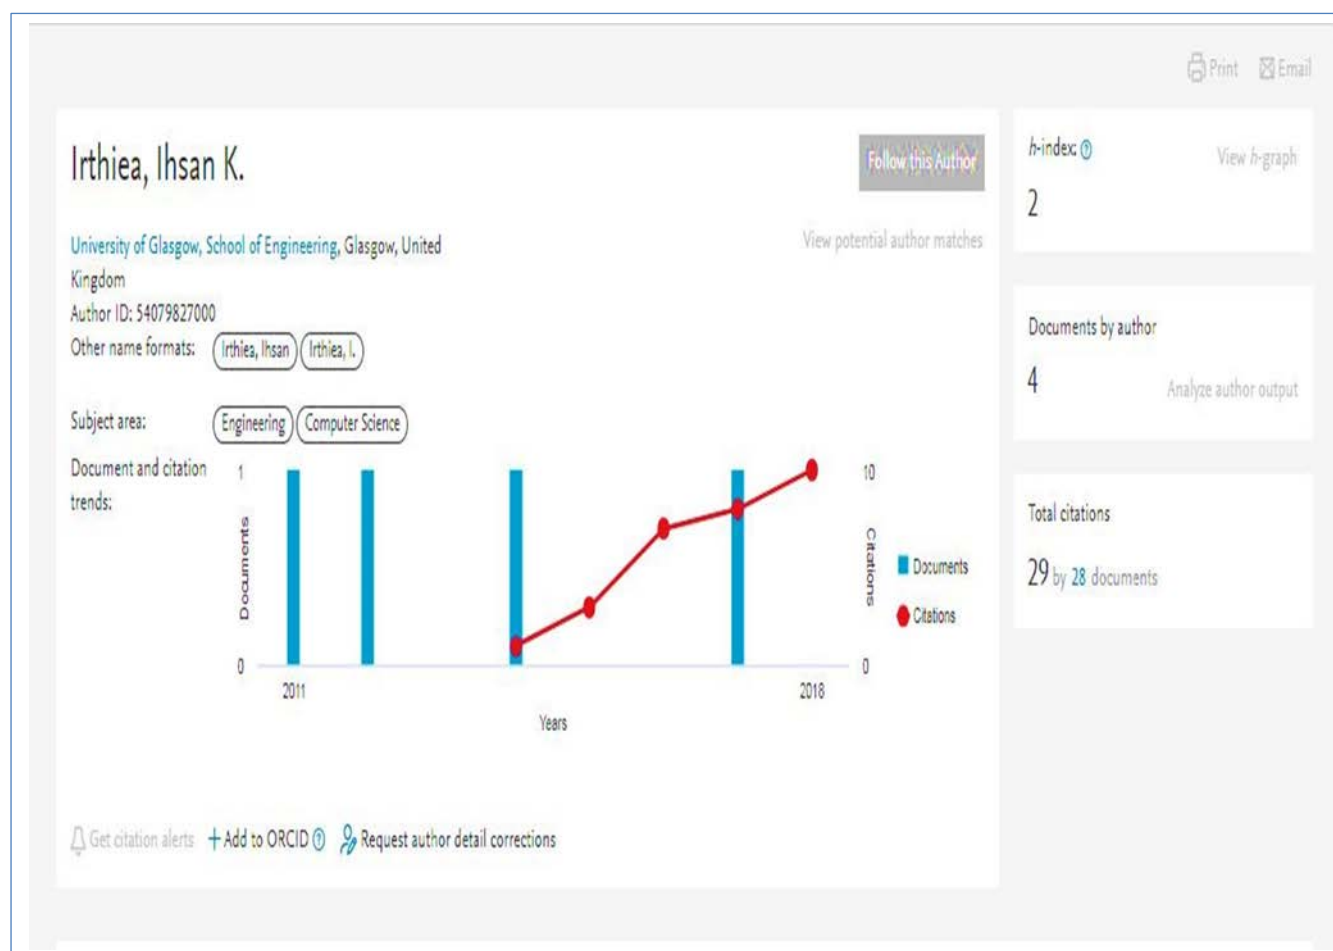 Print Email
Irthiea, Ihsan K.
Follow this Author
University of Glasgow, School of Engineering, Glasgow, United
Kingdom
View potential author matches
Author ID: 54079827000
Other name formats: Irthiea, Ihsan Irthiea, I.
Subject area: Engineering Computer Science
Document and citation
trends:
1
Documents
0
10
Citations
0
2011
2018
Years
Documents
Citations
Get citation alerts + Add to ORCID ? Request author detail corrections
h-index: ?
View h-graph
2
Documents by author
4
Analyze author output
Total citations
29 by 28 documents